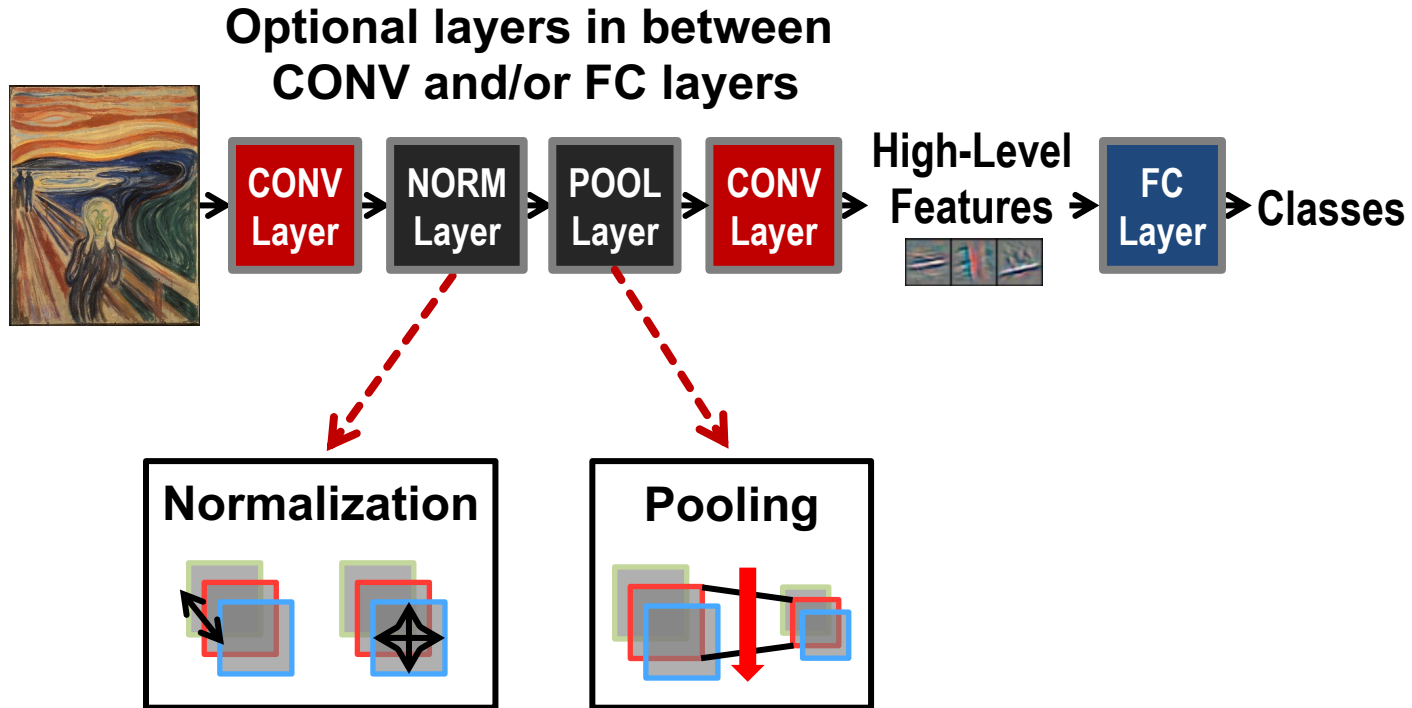 Optional layers in between
CONV and/or FC layers
CONV
Layer
NORM
Layer
POOL
Layer
CONV
Layer
High-Level
Features
FC
Layer
Classes
Normalization
Pooling